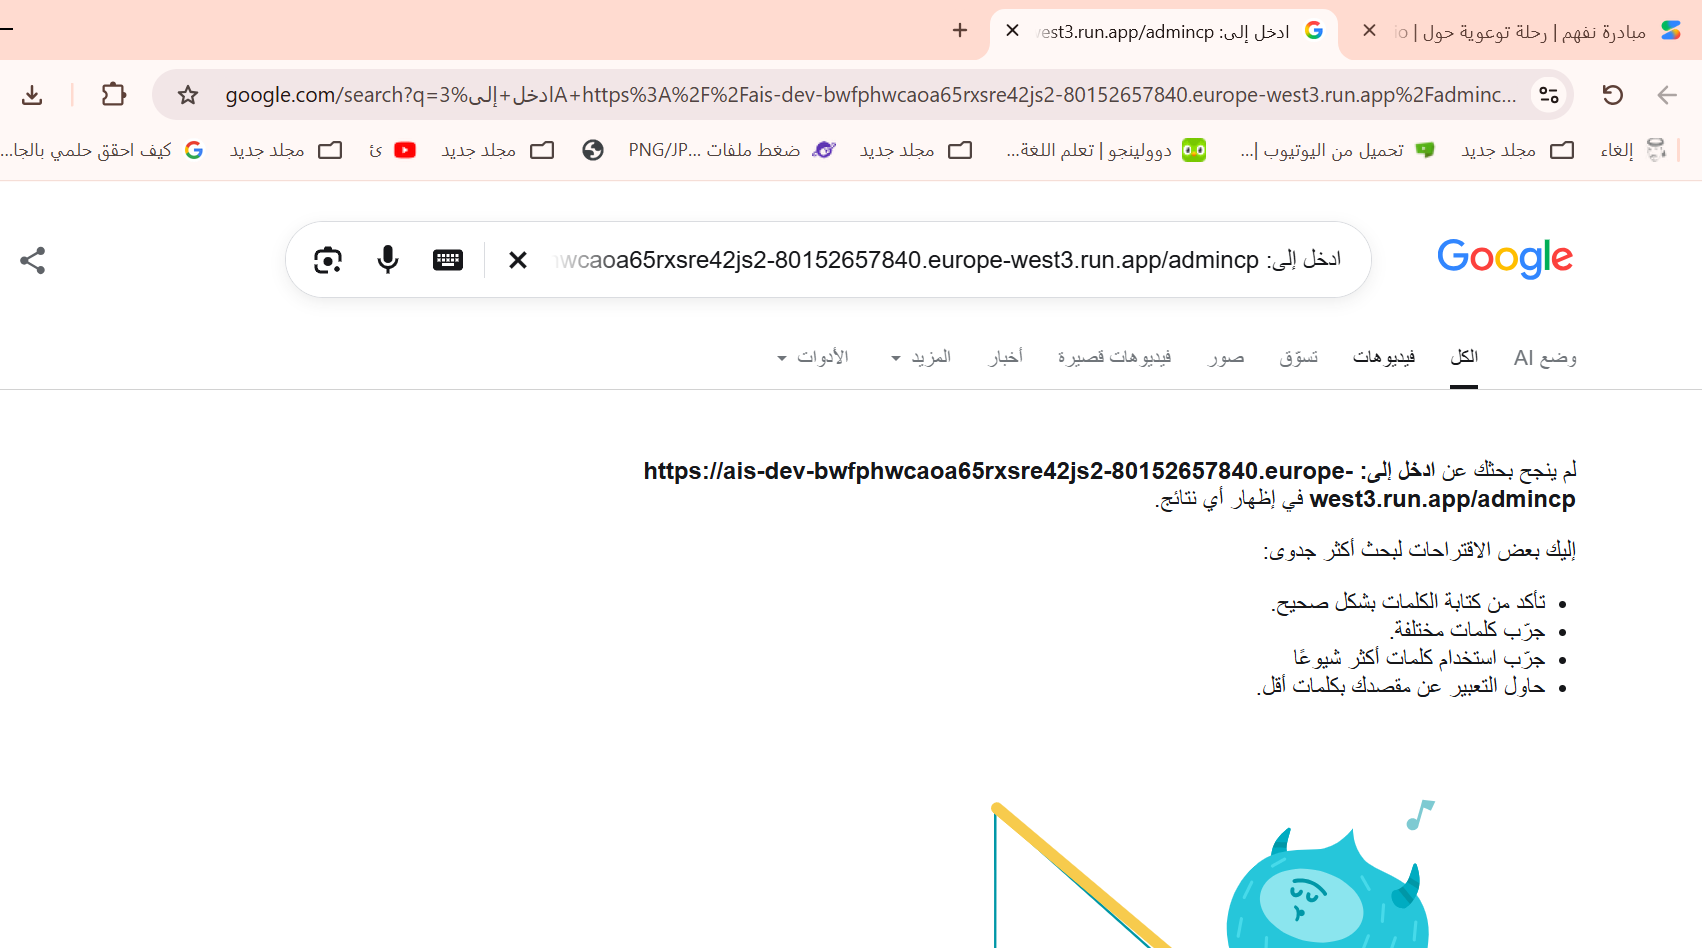 مبادرة نفهم | رحلة توعوية حول | io
ادخل إلى: est3.run.app/admincp
google.com/search?q=3%ادخل+إلىA+https%3A%2F%2Fais-dev-bwfphwcaoa65rxsre42js2-80152657840.europe-west3.run.app%2Fadminc...
إلغاء
مجلد جديد
تحميل من اليوتيوب |...
دوولينجو | تعلم اللغة...
مجلد جديد
ضغط ملفات PNG/JP...
مجلد جديد
ئ
مجلد جديد
كيف احقق حلمي بالجا...
Google
ادخل إلى: wcaoa65rxsre42js2-80152657840.europe-west3.run.app/admincp
وضع AI
الكل
فيديوهات
تسوّق
صور
فيديوهات قصيرة
أخبار
المزيد
الأدوات
لم ينجح بحثك عن ادخل إلى: https://ais-dev-bwfphwcaoa65rxsre42js2-80152657840.europe-
west3.run.app/admincp في إظهار أي نتائج.
إليك بعض الاقتراحات لبحث أكثر جدوى:
تأكد من كتابة الكلمات بشكل صحيح.
جرّب كلمات مختلفة.
جرّب استخدام كلمات أكثر شيوعًا
حاول التعبير عن مقصدك بكلمات أقل.